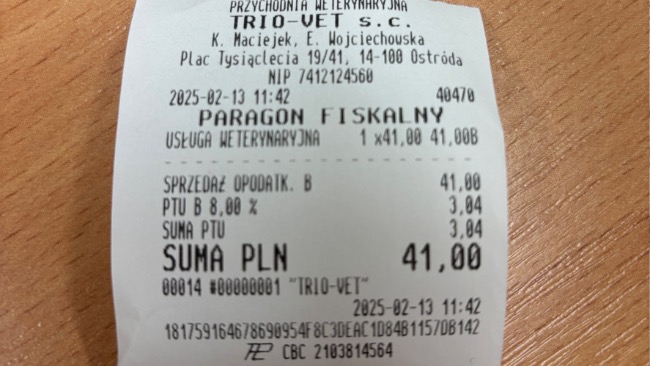 PRZYCHODNIA WETERYNARYJNA
TRIO-VET s.c.
K. Maciejek, E. Wojciechowska
Plac Tysiąclecia 19/41, 14-100 Ostróda
NIP 7412124560
2025-02-13 11:42 40470
PARAGON FISKALNY
USŁUGA WETERYNARYJNA 1 x41,00 41,00B
SPRZEDAŻ OPODATK. B 41,00
PTU B 8,00 % 3,04
SUMA PTU 3,04
SUMA PLN 41,00
00014 #00000001 "TRIO-VET"
2025-02-13 11:42
181759164678690954F8C3DEAC1D84B1157DB142
CBC 2103814564